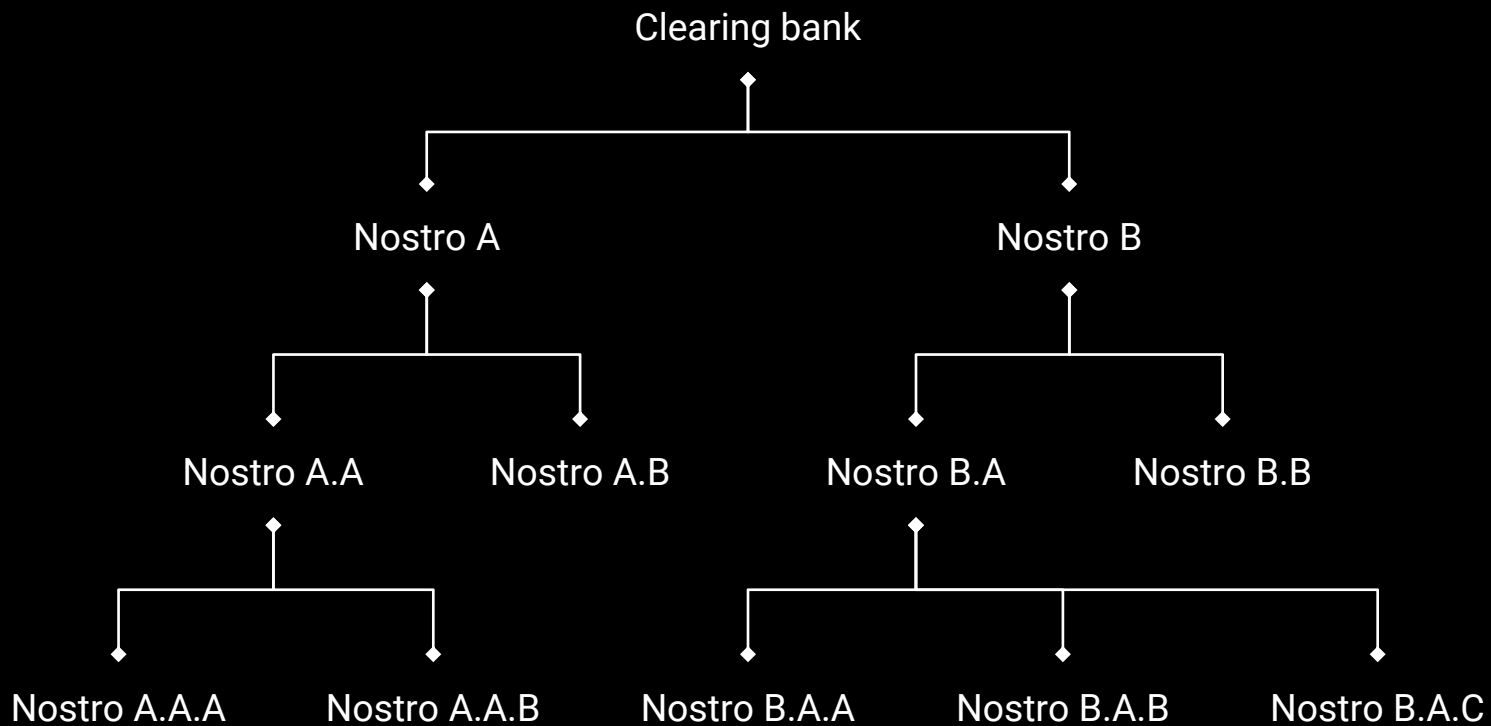 Clearing bank
Nostro A
Nostro B
Nostro A.A
Nostro A.B
Nostro B.A
Nostro B.B
Nostro A.A.A
Nostro A.A.B
Nostro B.A.A
Nostro B.A.B
Nostro B.A.C